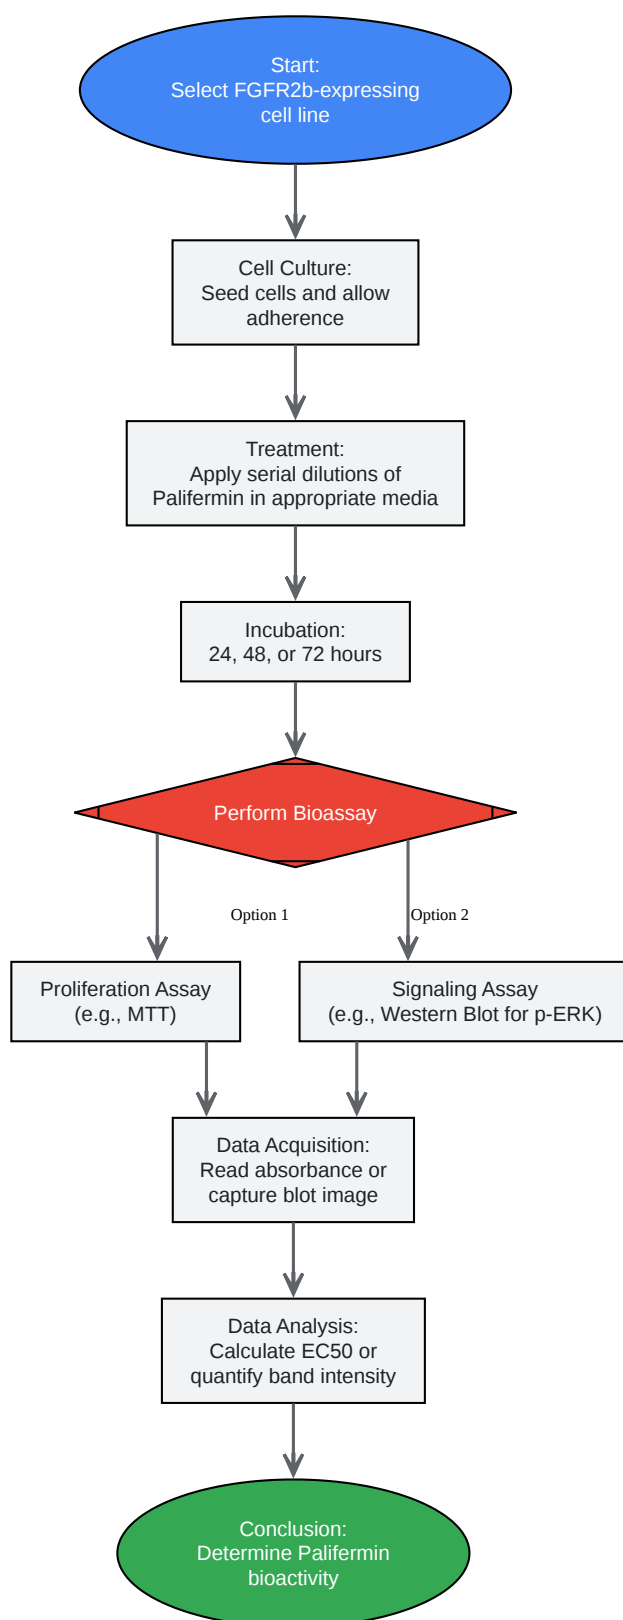 Start:
Select FGFR2b-expressing
cell line
Cell Culture:
Seed cells and allow
adherence
Treatment:
Apply serial dilutions of
Palifermin in appropriate media
Incubation:
24, 48, or 72 hours
Perform Bioassay
Option 1
Option 2
Proliferation Assay
(e.g., MTT)
Signaling Assay
(e.g., Western Blot for p-ERK)
Data Acquisition:
Read absorbance or
capture blot image
Data Analysis:
Calculate EC50 or
quantify band intensity
Conclusion:
Determine Palifermin
bioactivity